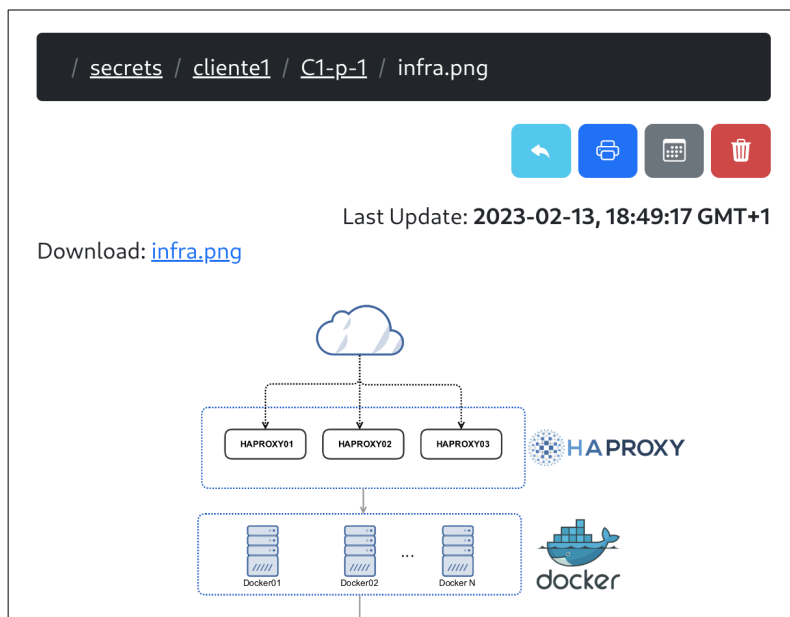 / secrets / cliente1 / C1-p-1 / infra.png
Last Update: 2023-02-13, 18:49:17 GMT+1
Download: infra.png
HAPROXY01 HAPROXY02 HAPROXY03
HAPROXY
...
Docker01 Docker02 Docker N
docker